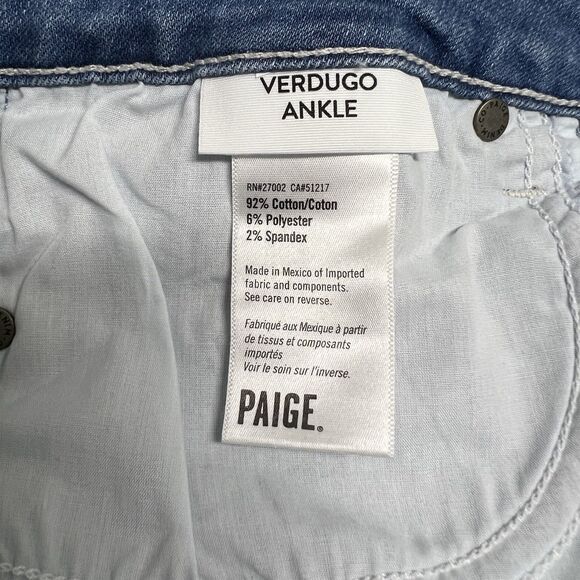 VERDUGO
ANKLE
RN#27002 CA#51217
92% Cotton/Coton
6% Polyester
2% Spandex
Made in Mexico of Imported
fabric and components.
See care on reverse.
Fabriqué aux Mexique à partir
de tissus et composants
importés
Voir le soin sur l'inverse.
PAIGE.